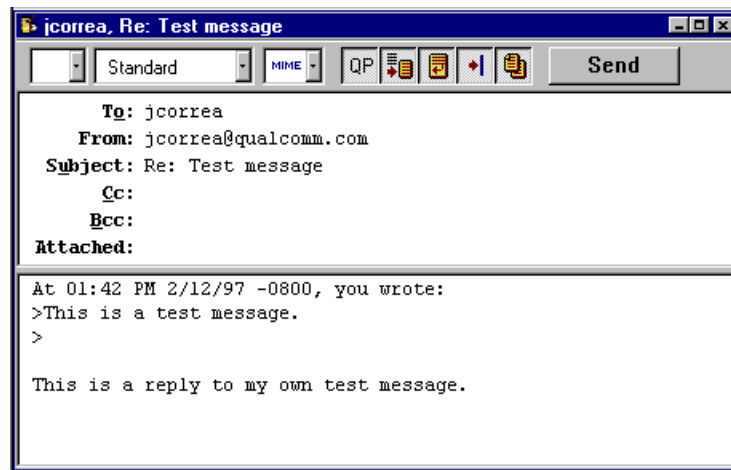 jcorrea, Re: Test message
Standard MIME QP Send
To: jcorrea
From: jcorrea@qualcomm.com
Subject: Re: Test message
Cc:
Bcc:
Attached:
At 01:42 PM 2/12/97 -0800, you wrote:
>This is a test message.
>
This is a reply to my own test message.